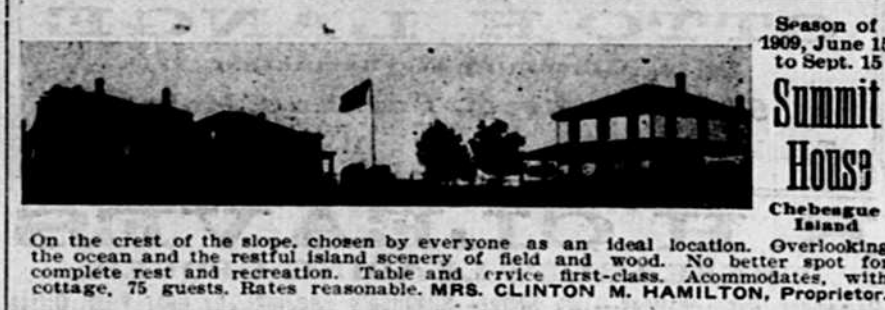 Season of
1909, June 15
to Sept. 15
Summit
House
Chebeague
Island
On the crest of the slope, chosen by everyone as an ideal location. Overlooking
the ocean and the restful island scenery of field and wood. No better spot for
complete rest and recreation. Table and ervice first-class. Acommodates, with
cottage, 75 guests. Rates reasonable. MRS. CLINTON M. HAMILTON, Proprietor.